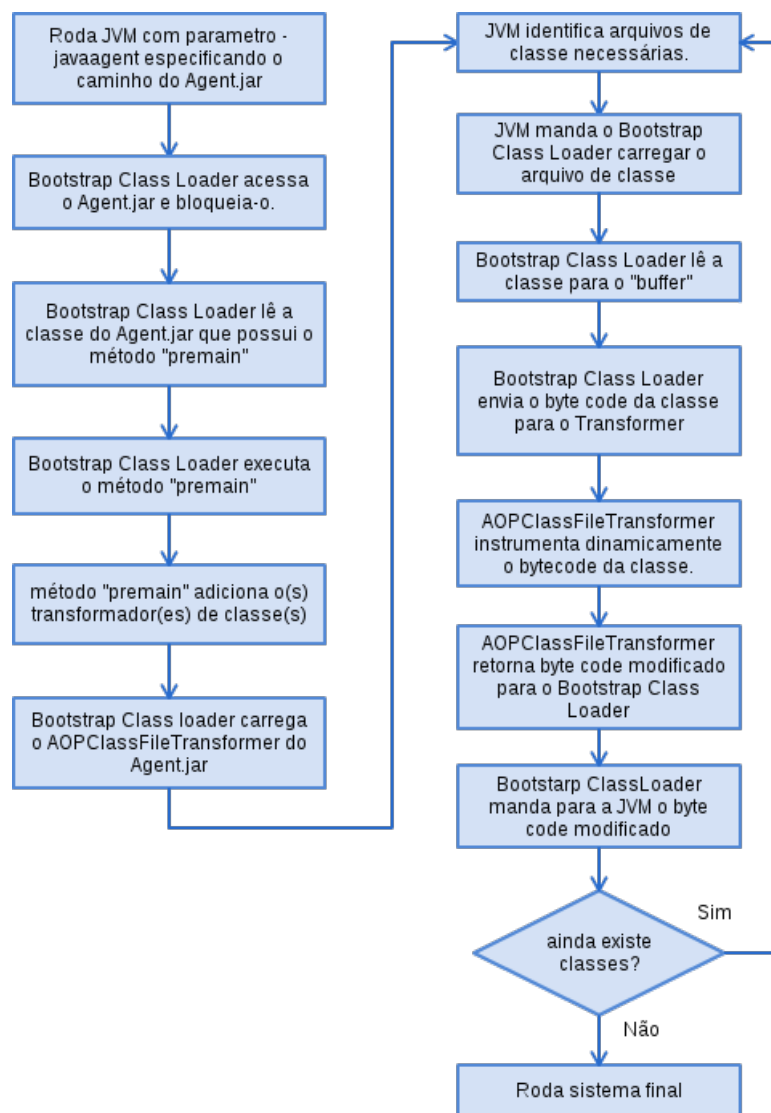 Roda JVM com parametro -
javaagent especificando o
caminho do Agent.jar
Bootstrap Class Loader acessa
o Agent.jar e bloqueia-o.
Bootstrap Class Loader lê a
classe do Agent.jar que possui o
método "premain"
Bootstrap Class Loader executa
o método "premain"
método "premain" adiciona o(s)
transformador(es) de classe(s)
Bootstrap Class loader carrega
o AOPClassFileTransformer do
Agent.jar
JVM identifica arquivos de
classe necessárias.
JVM manda o Bootstrap
Class Loader carregar o
arquivo de classe
Bootstrap Class Loader lê a
classe para o "buffer"
Bootstrap Class Loader
envia o byte code da classe
para o Transformer
AOPClassFileTransformer
instrumenta dinamicamente
o bytecode da classe.
AOPClassFileTransformer
retorna byte code modificado
para o Bootstrap Class
Loader
Bootstarp ClassLoader
manda para a JVM o byte
code modificado
ainda existe
classes?
Sim
Não
Roda sistema final